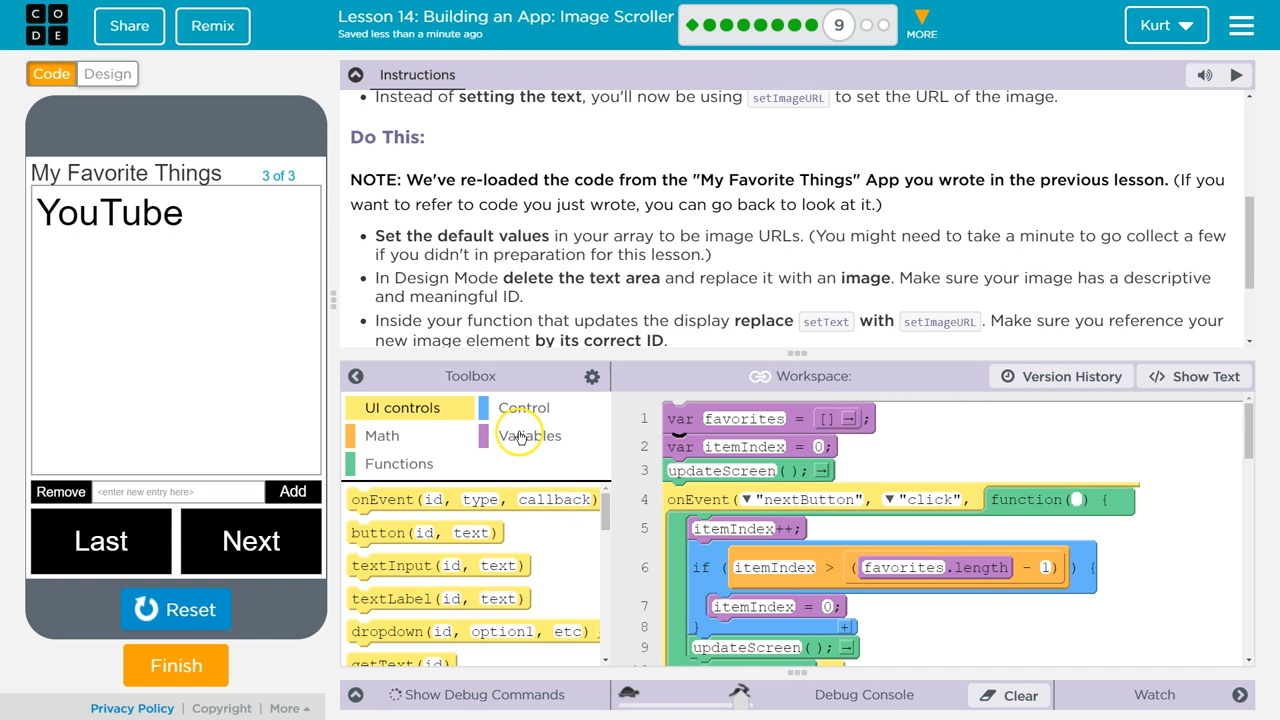 C O
D E
Share
Remix
Lesson 14: Building an App: Image Scroller
Saved less than a minute ago
9
MORE
Kurt
Code
Design
Instructions
Instead of setting the text, you'll now be using setImageURL to set the URL of the image.
Do This:
NOTE: We've re-loaded the code from the "My Favorite Things" App you wrote in the previous lesson. (If you
want to refer to code you just wrote, you can go back to look at it.)
Set the default values in your array to be image URLs. (You might need to take a minute to go collect a few
if you didn't in preparation for this lesson.)
In Design Mode delete the text area and replace it with an image. Make sure your image has a descriptive
and meaningful ID.
Inside your function that updates the display replace setText with setImageURL. Make sure you reference your
new image element by its correct ID.
My Favorite Things
3 of 3
YouTube
Remove
<enter new entry here>
Add
Last
Next
Reset
Finish
Privacy Policy | Copyright | More
Toolbox
UI controls
Control
Math
Variables
Functions
onEvent(id, type, callback)
button(id, text)
textInput(id, text)
textLabel(id, text)
dropdown(id, option1, etc)
getText(id)
Workspace:
Version History
Show Text
1 var favorites = [];
2 var itemIndex = 0;
3 updateScreen();
4 onEvent("nextButton", "click", function() {
5 itemIndex++;
6 if (itemIndex > (favorites.length - 1)) {
7 itemIndex = 0;
8 }
9 updateScreen();
Show Debug Commands
Debug Console
Clear
Watch